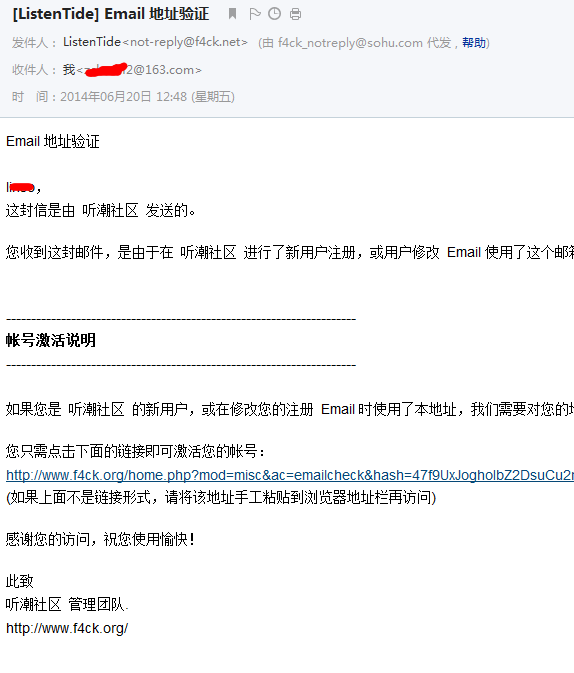 [ListenTide] Email 地址验证
发件人： ListenTide<not-reply@f4ck.net> (由 f4ck_notreply@sohu.com 代发 , 帮助)
收件人： 我< 2@163.com>
时 间：2014年06月20日 12:48 (星期五)
Email 地址验证
，
这封信是由 听潮社区 发送的。
您收到这封邮件，是由于在 听潮社区 进行了新用户注册，或用户修改 Email 使用了这个邮箱
----------------------------------------------------------------------
帐号激活说明
----------------------------------------------------------------------
如果您是 听潮社区 的新用户，或在修改您的注册 Email 时使用了本地址，我们需要对您的地
您只需点击下面的链接即可激活您的帐号：
http://www.f4ck.org/home.php?mod=misc&ac=emailcheck&hash=47f9UxJogholbZ2DsuCu2r
(如果上面不是链接形式，请将该地址手工粘贴到浏览器地址栏再访问)
感谢您的访问，祝您使用愉快！
此致
听潮社区 管理团队.
http://www.f4ck.org/